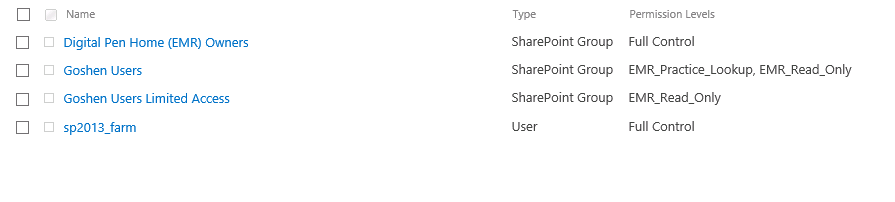 Name Type Permission Levels
Digital Pen Home (EMR) Owners SharePoint Group Full Control
Goshen Users SharePoint Group EMR_Practice_Lookup, EMR_Read_Only
Goshen Users Limited Access SharePoint Group EMR_Read_Only
sp2013_farm User Full Control